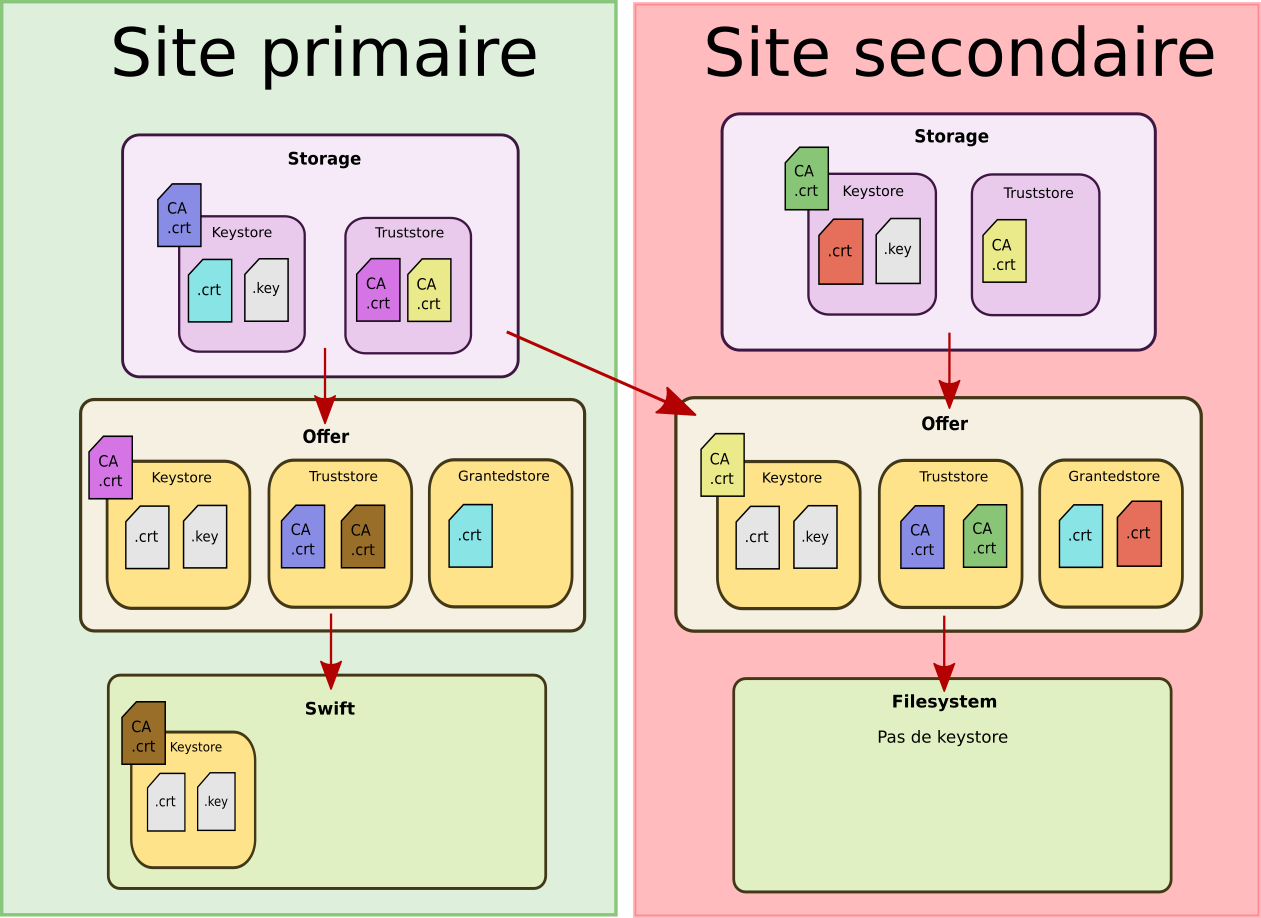 Site primaire
Storage
CA
.crt
Keystore
.crt
.key
Truststore
CA
.crt
CA
.crt
Offer
CA
.crt
Keystore
.crt
.key
Truststore
CA
.crt
CA
.crt
Grantedstore
.crt
Swift
CA
.crt
Keystore
.crt
.key
Site secondaire
Storage
CA
.crt
Keystore
.crt
.key
Truststore
CA
.crt
Offer
CA
.crt
Keystore
.crt
.key
Truststore
CA
.crt
CA
.crt
Grantedstore
.crt
.crt
Filesystem
Pas de keystore